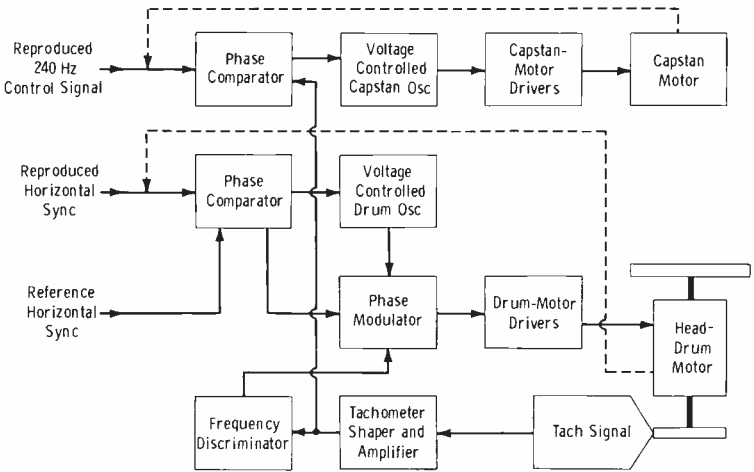 Reproduced
240 Hz
Control Signal
Phase
Comparator
Voltage
Controlled
Capstan Osc
Capstan-
Motor
Drivers
Capstan
Motor
Reproduced
Horizontal
Sync
Phase
Comparator
Voltage
Controlled
Drum Osc
Reference
Horizontal
Sync
Phase
Modulator
Drum-Motor
Drivers
Head-
Drum
Motor
Frequency
Discriminator
Tachometer
Shaper and
Amplifier
Tach Signal